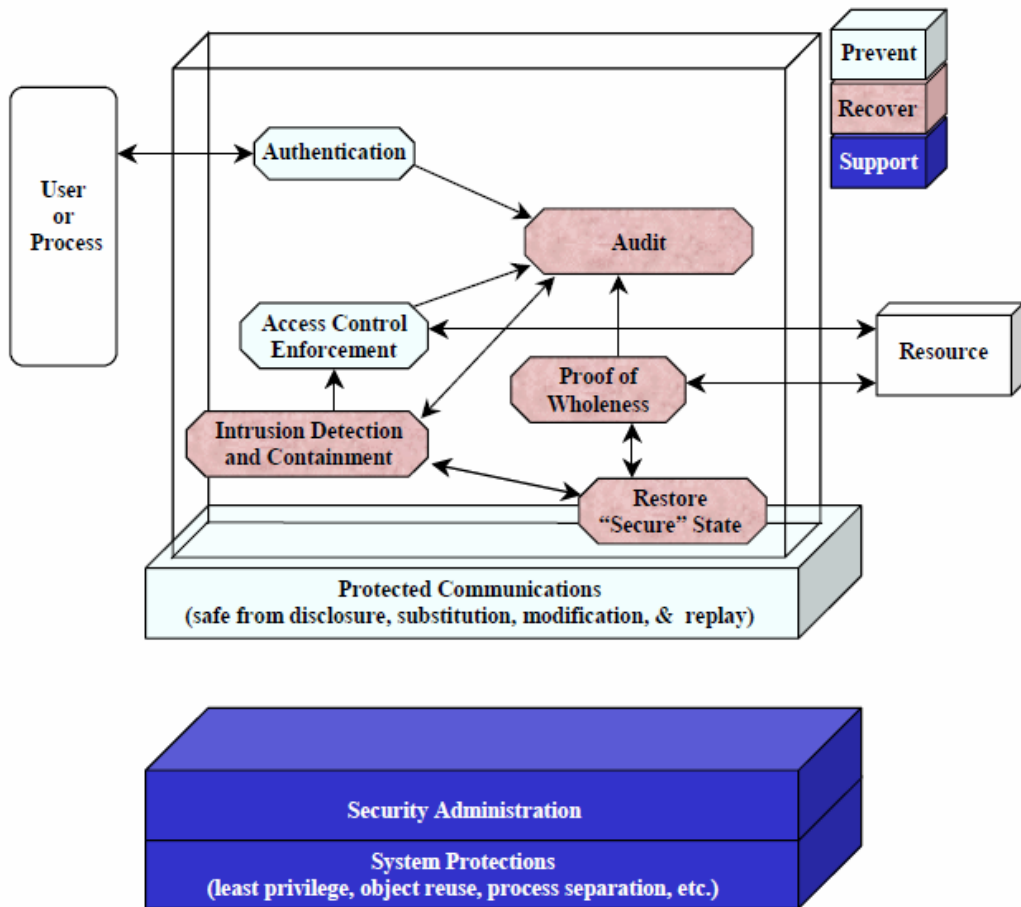 Prevent
Recover
Support
User
or
Process
Authentication
Audit
Access Control
Enforcement
Resource
Proof of
Wholeness
Intrusion Detection
and Containment
Restore
“Secure” State
Protected Communications
(safe from disclosure, substitution, modification, & replay)
Security Administration
System Protections
(least privilege, object reuse, process separation, etc.)